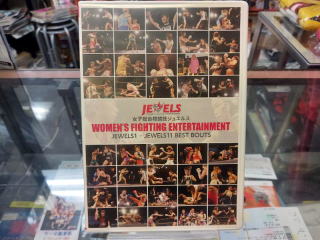 JEWELS
女子総合格闘技ジュエルス
WOMEN'S FIGHTING ENTERTAINMENT
JEWELS1 - JEWELS11 BEST BOUTS